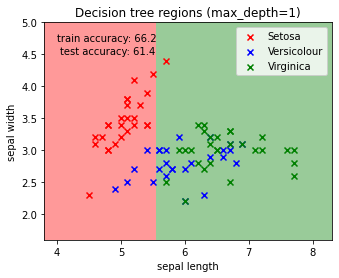 Decision tree regions (max_depth=1)
train accuracy: 66.2
test accuracy: 61.4
Setosa
Versicolour
Virginica
sepal width
5.0
4.5
4.0
3.5
3.0
2.5
2.0
4
5
6
7
8
sepal length